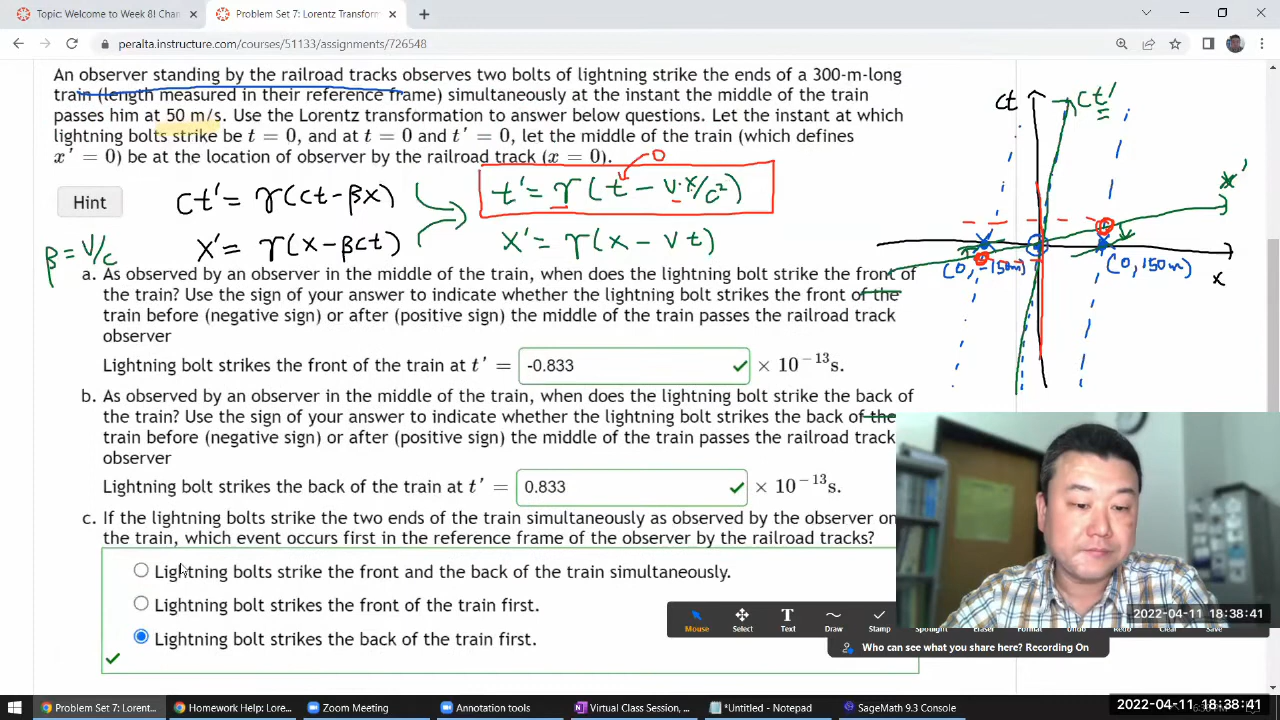 Topic: Welcome to Week 8! Chan
Problem Set 7: Lorentz Transform
peralta.instructure.com/courses/51133/assignments/726548
An observer standing by the railroad tracks observes two bolts of lightning strike the ends of a 300-m-long
train (length measured in their reference frame) simultaneously at the instant the middle of the train
passes him at 50 m/s. Use the Lorentz transformation to answer below questions. Let the instant at which
lightning bolts strike be t = 0, and at t = 0 and t' = 0, let the middle of the train (which defines
x' = 0) be at the location of observer by the railroad track (x = 0).
Hint
ct' = γ(ct - βx)
x' = γ(x - βct)
β = v/c
0
t' = γ(t - v·x/c²)
x' = γ(x - vt)
ct
ct'
x'
(0, -150m)
(0, 150m)
x
a. As observed by an observer in the middle of the train, when does the lightning bolt strike the front of
the train? Use the sign of your answer to indicate whether the lightning bolt strikes the front of the
train before (negative sign) or after (positive sign) the middle of the train passes the railroad track
observer
Lightning bolt strikes the front of the train at t' = -0.833 × 10⁻¹³s.
b. As observed by an observer in the middle of the train, when does the lightning bolt strike the back of
the train? Use the sign of your answer to indicate whether the lightning bolt strikes the back of the
train before (negative sign) or after (positive sign) the middle of the train passes the railroad track
observer
Lightning bolt strikes the back of the train at t' = 0.833 × 10⁻¹³s.
c. If the lightning bolts strike the two ends of the train simultaneously as observed by the observer on
the train, which event occurs first in the reference frame of the observer by the railroad tracks?
Lightning bolts strike the front and the back of the train simultaneously.
Lightning bolt strikes the front of the train first.
Lightning bolt strikes the back of the train first.
Mouse Select Text Draw Stamp Spotlight Eraser Format Undo Redo Clear Save
Who can see what you share here? Recording On
2022-04-11 18:38:41
Problem Set 7: Lorent...
Homework Help: Lore...
Zoom Meeting
Annotation tools
Virtual Class Session, ...
*Untitled - Notepad
SageMath 9.3 Console
2022-04-11 18:38:41